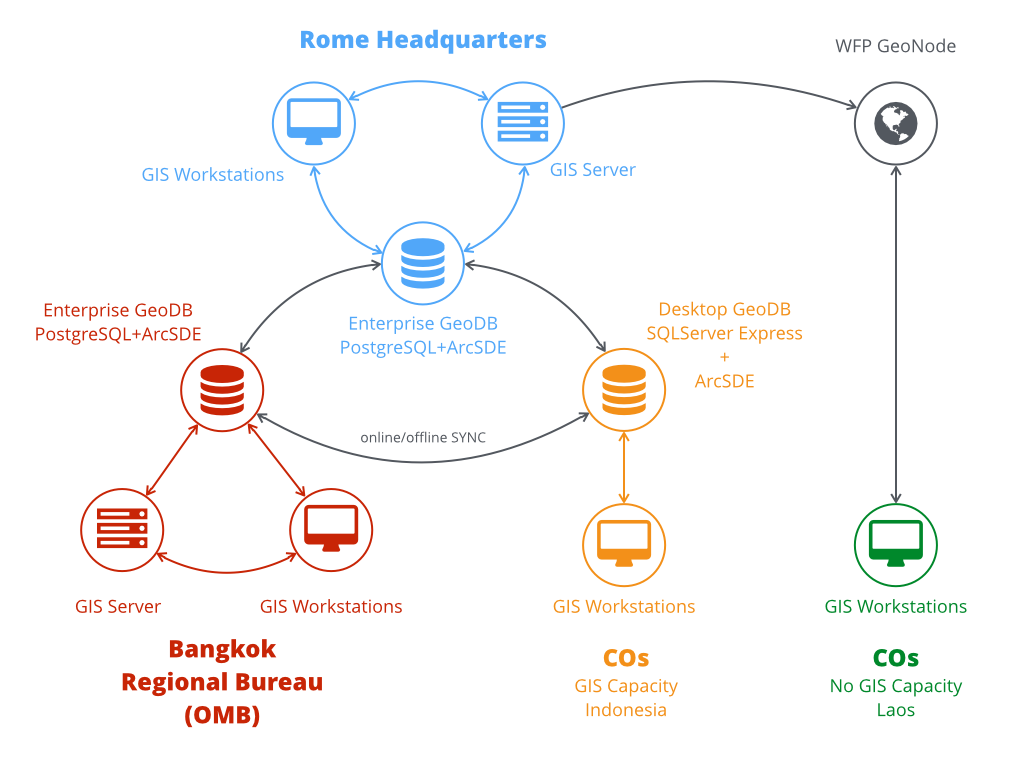 Rome Headquarters
WFP GeoNode
GIS Workstations
GIS Server
Enterprise GeoDB
PostgreSQL+ArcSDE
Enterprise GeoDB
PostgreSQL+ArcSDE
Desktop GeoDB
SQLServer Express
+
ArcSDE
online/offline SYNC
GIS Server
GIS Workstations
GIS Workstations
GIS Workstations
Bangkok
Regional Bureau
(OMB)
COs
GIS Capacity
Indonesia
COs
No GIS Capacity
Laos